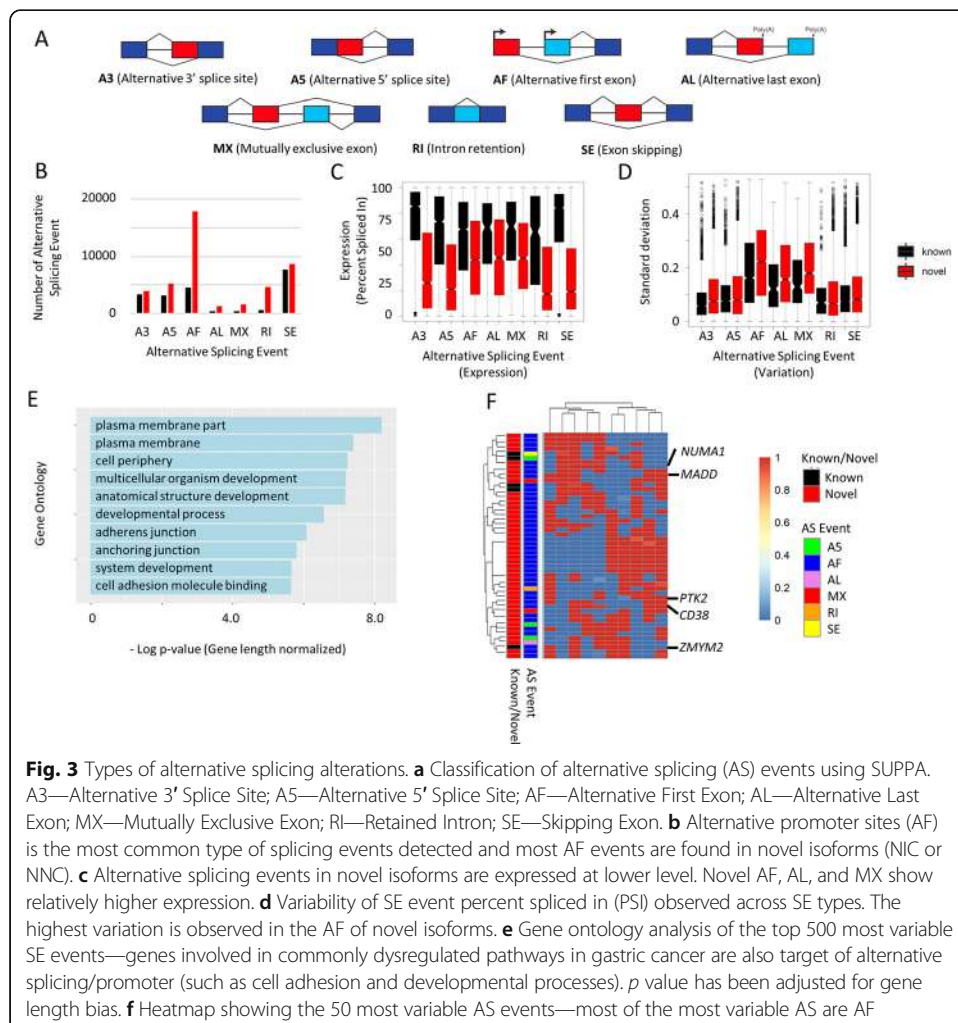 A
Poly(A)
Poly(A)
A3 (Alternative 3' splice site)
A5 (Alternative 5' splice site)
AF (Alternative first exon)
AL (Alternative last exon)
MX (Mutually exclusive exon)
RI (Intron retention)
SE (Exon skipping)
B
Number of Alternative
Splicing Event
20000
10000
0
A3 A5 AF AL MX RI SE
Alternative Splicing Event
C
Expression
(Percent Spliced In)
100
75
50
25
0
A3 A5 AF AL MX RI SE
Alternative Splicing Event
(Expression)
D
Standard deviation
0.4
0.2
0
A3 A5 AF AL MX RI SE
Alternative Splicing Event
(Variation)
known
novel
E
Gene Ontology
plasma membrane part
plasma membrane
cell periphery
multicellular organism development
anatomical structure development
developmental process
adherens junction
anchoring junction
system development
cell adhesion molecule binding
0 4.0 8.0
- Log p-value (Gene length normalized)
F
NUMA1
MADD
PTK2
CD38
ZMYM2
Known/Novel
AS Event
1
0.8
0.6
0.4
0.2
0
Known/Novel
Known
Novel
AS Event
A5
AF
AL
MX
RI
SE
Fig. 3 Types of alternative splicing alterations. a Classification of alternative splicing (AS) events using SUPPA.
A3—Alternative 3′ Splice Site; A5—Alternative 5′ Splice Site; AF—Alternative First Exon; AL—Alternative Last
Exon; MX—Mutually Exclusive Exon; RI—Retained Intron; SE—Skipping Exon. b Alternative promoter sites (AF)
is the most common type of splicing events detected and most AF events are found in novel isoforms (NIC or
NNC). c Alternative splicing events in novel isoforms are expressed at lower level. Novel AF, AL, and MX show
relatively higher expression. d Variability of SE event percent spliced in (PSI) observed across SE types. The
highest variation is observed in the AF of novel isoforms. e Gene ontology analysis of the top 500 most variable
SE events—genes involved in commonly dysregulated pathways in gastric cancer are also target of alternative
splicing/promoter (such as cell adhesion and developmental processes). p value has been adjusted for gene
length bias. f Heatmap showing the 50 most variable AS events—most of the most variable AS are AF